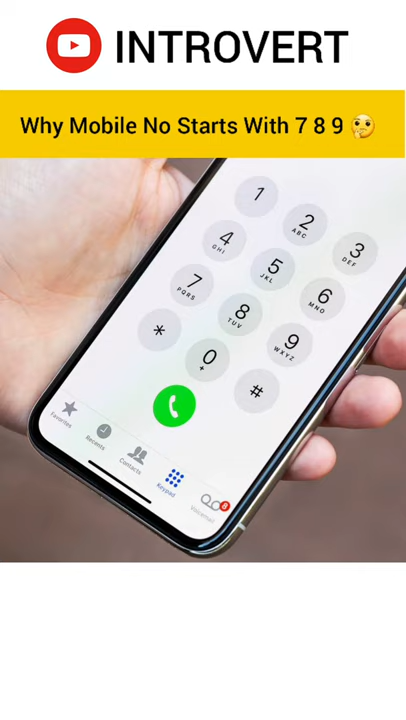 INTROVERT
Why Mobile No Starts With 7 8 9 🤔
1
2
ABC
3
DEF
4
GHI
5
JKL
6
MNO
7
PQRS
8
TUV
9
WXYZ
*
0
+
#
Favorites
Recents
Contacts
Keypad
Voicemail